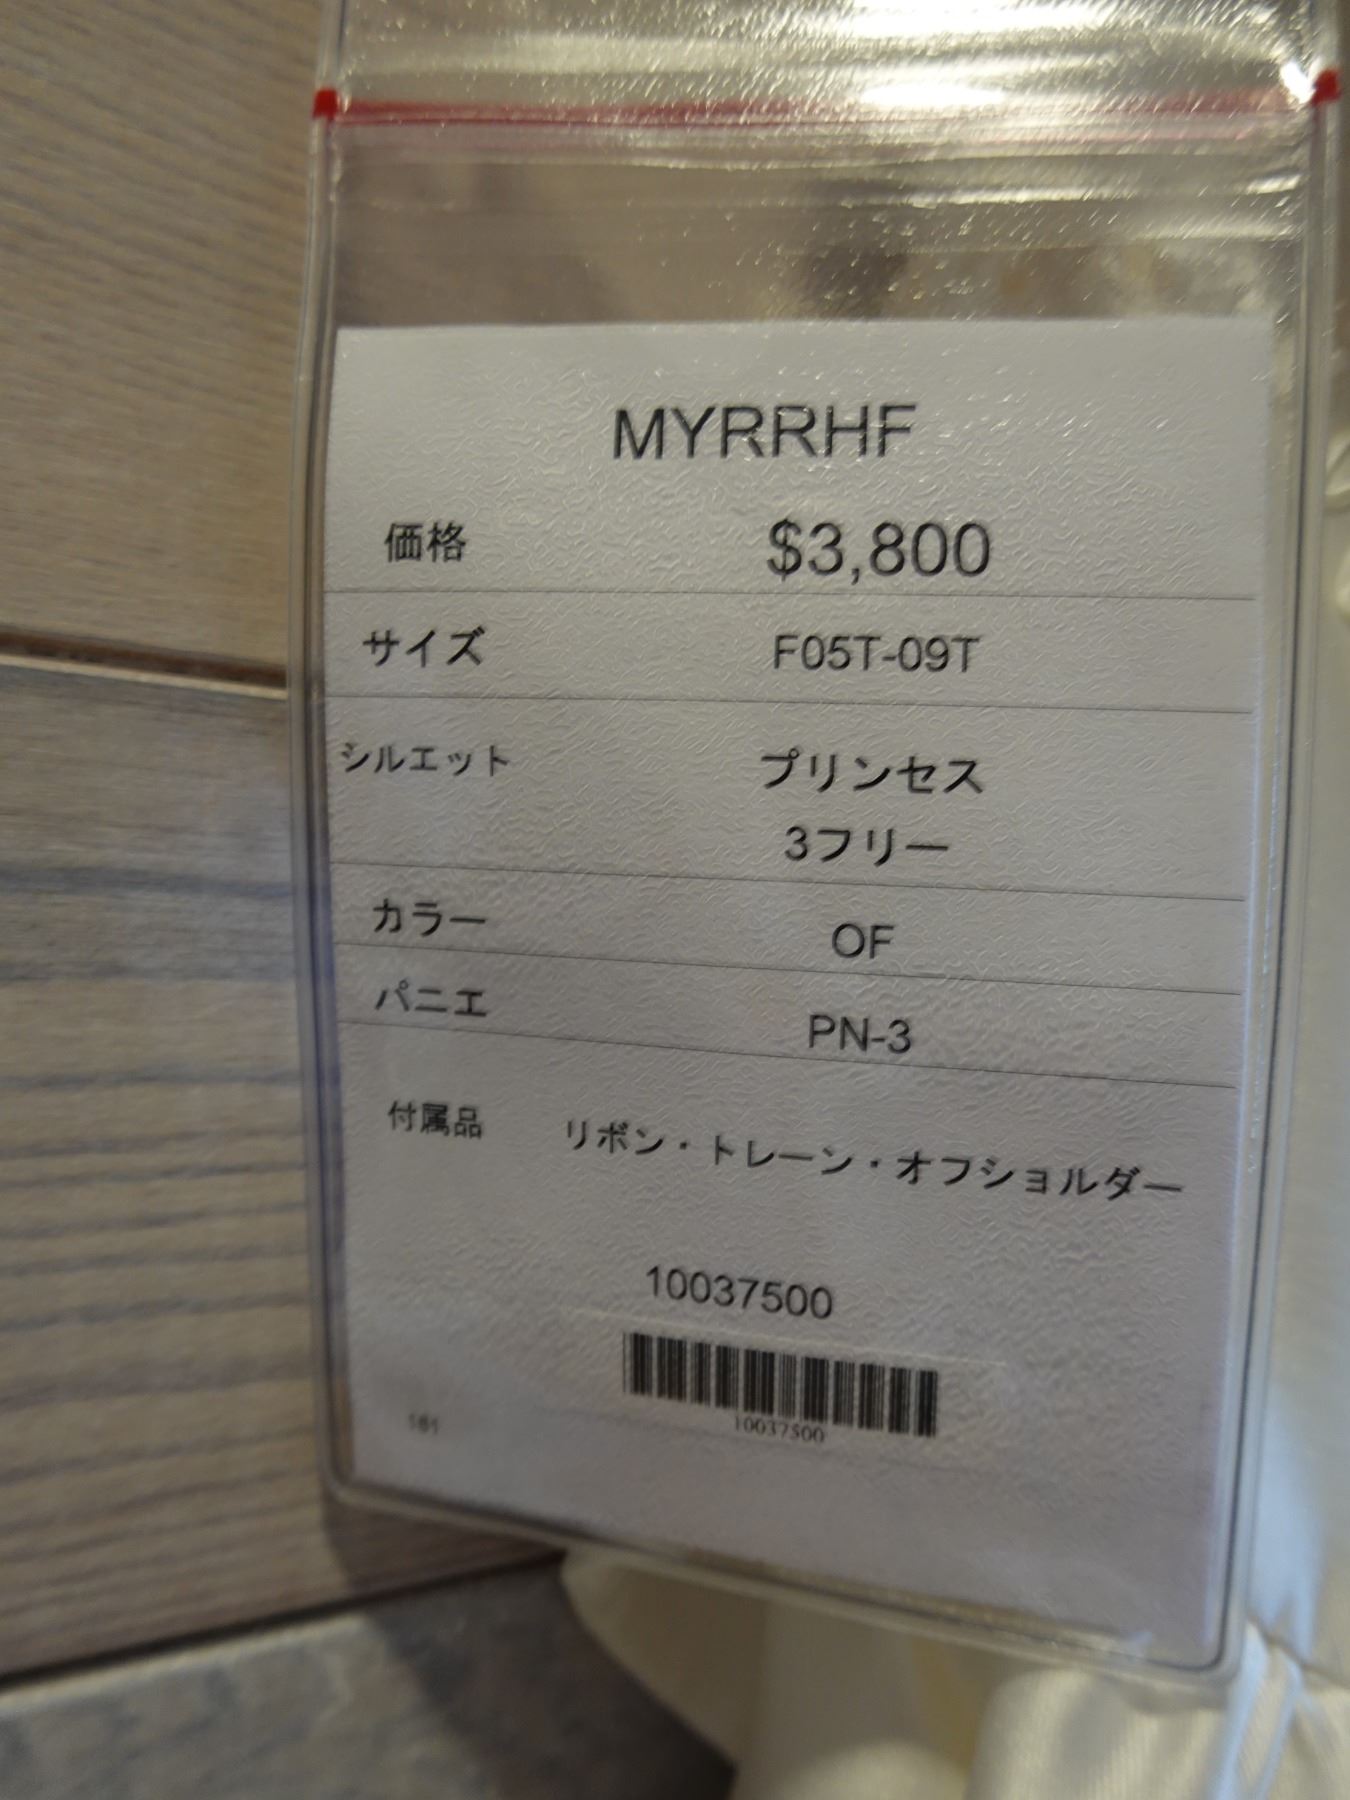 MYRRHF
価格 $3,800
サイズ F05T-09T
シルエット プリンセス
3フリー
カラー OF
パニエ PN-3
付属品 リボン・トレーン・オフショルダー
10037500
10037500
161